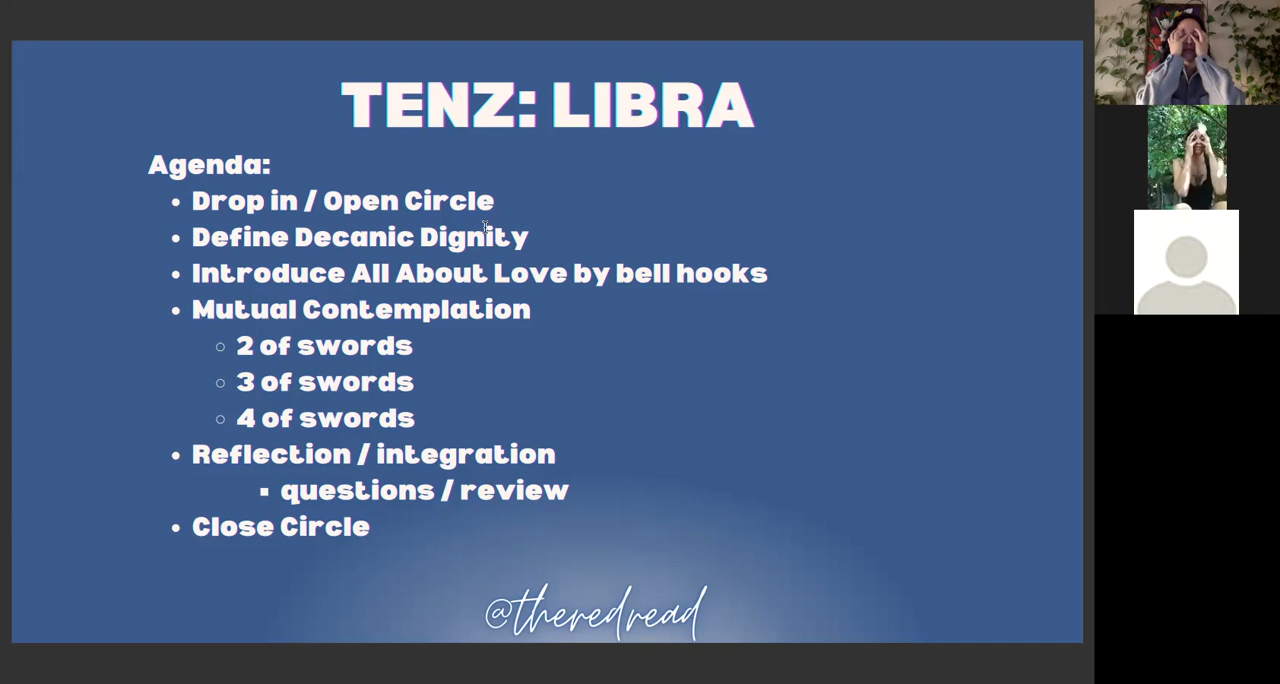 TENZ: LIBRA
Agenda:
• Drop in / Open Circle
• Define Decanic Dignity
• Introduce All About Love by bell hooks
• Mutual Contemplation
○ 2 of swords
○ 3 of swords
○ 4 of swords
• Reflection / integration
▪ questions / review
• Close Circle
@theredread